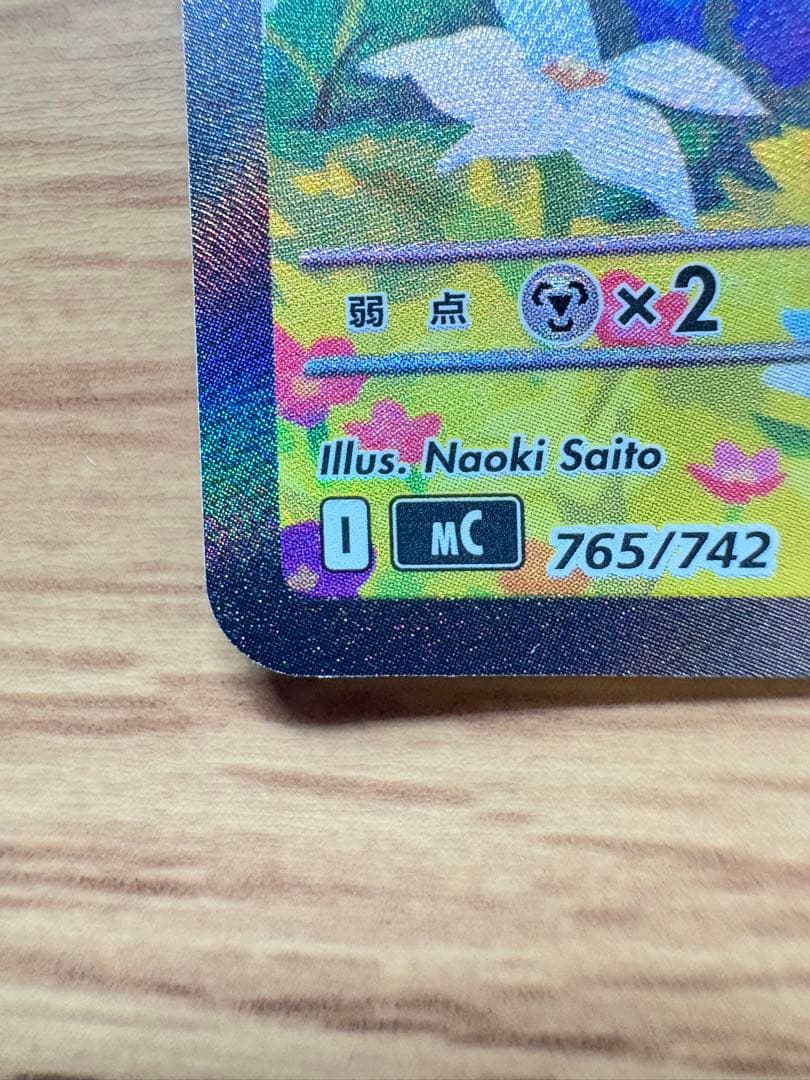 弱 点 ×2
Illus. Naoki Saito
I MC 765/742